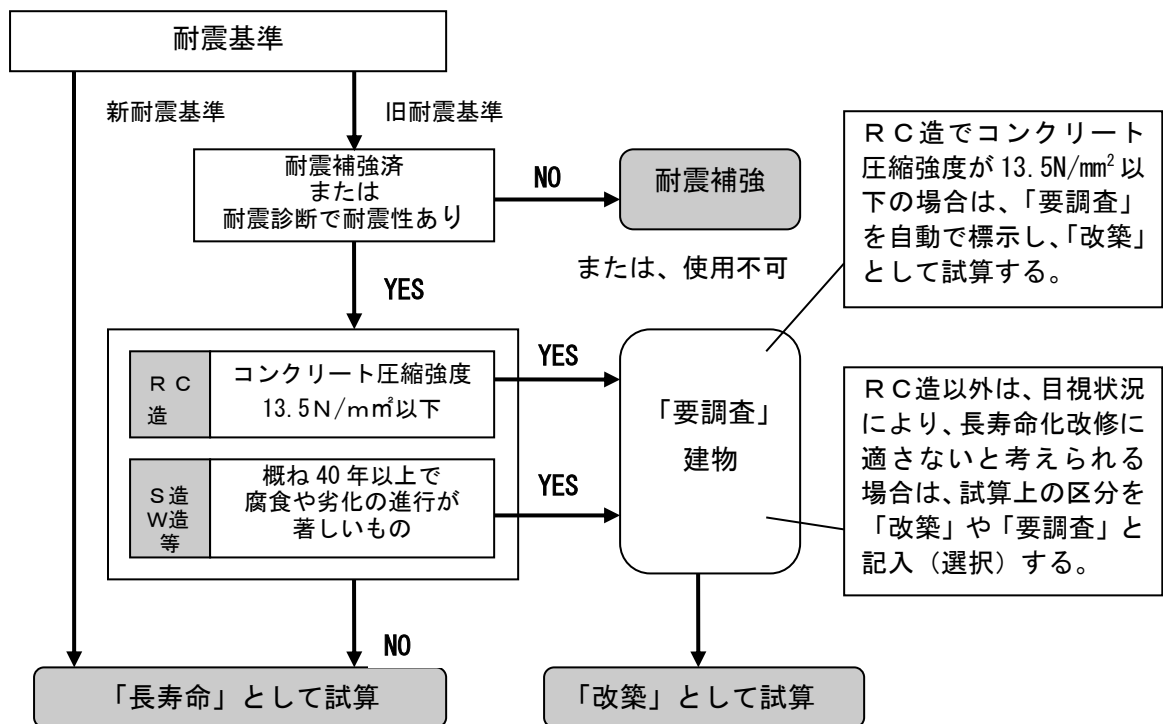 耐震基準
新耐震基準
旧耐震基準
耐震補強済
または
耐震診断で耐震性あり
NO
耐震補強
または、使用不可
YES
RC
造
コンクリート圧縮強度
13.5N/m㎡以下
YES
S造
W造
等
概ね40年以上で
腐食や劣化の進行が
著しいもの
YES
「要調査」
建物
RC造でコンクリート
圧縮強度が13.5N/mm²以
下の場合は、「要調査」
を自動で標示し、「改築」
として試算する。
RC造以外は、目視状況
により、長寿命化改修に
適さないと考えられる
場合は、試算上の区分を
「改築」や「要調査」と
記入（選択）する。
NO
「長寿命」として試算
「改築」として試算